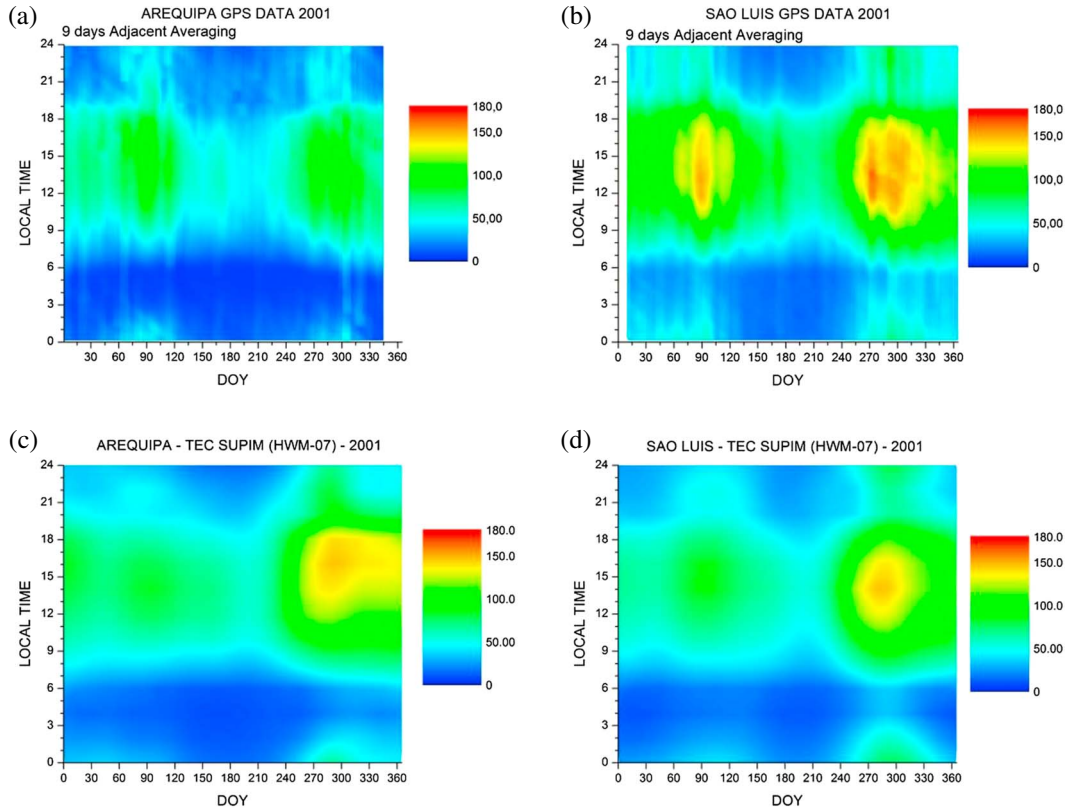 (a)
AREQUIPA GPS DATA 2001
9 days Adjacent Averaging
LOCAL TIME
24
21
18
15
12
9
6
3
0
30 60 90 120 150 180 210 240 270 300 330 360
DOY
180,0
150,0
100,0
50,00
0
(b)
SAO LUIS GPS DATA 2001
9 days Adjacent Averaging
LOCAL TIME
24
21
18
15
12
9
6
3
0
0 30 60 90 120 150 180 210 240 270 300 330 360
DOY
180,0
150,0
100,0
50,00
0
(c)
AREQUIPA - TEC SUPIM (HWM-07) - 2001
LOCAL TIME
24
21
18
15
12
9
6
3
0
0 30 60 90 120 150 180 210 240 270 300 330 360
DOY
180.0
150.0
100.0
50.00
0
(d)
SAO LUIS - TEC SUPIM (HWM-07) - 2001
LOCAL TIME
24
21
18
15
12
9
6
3
0
0 30 60 90 120 150 180 210 240 270 300 330 360
DOY
180.0
150.0
100.0
50.00
0